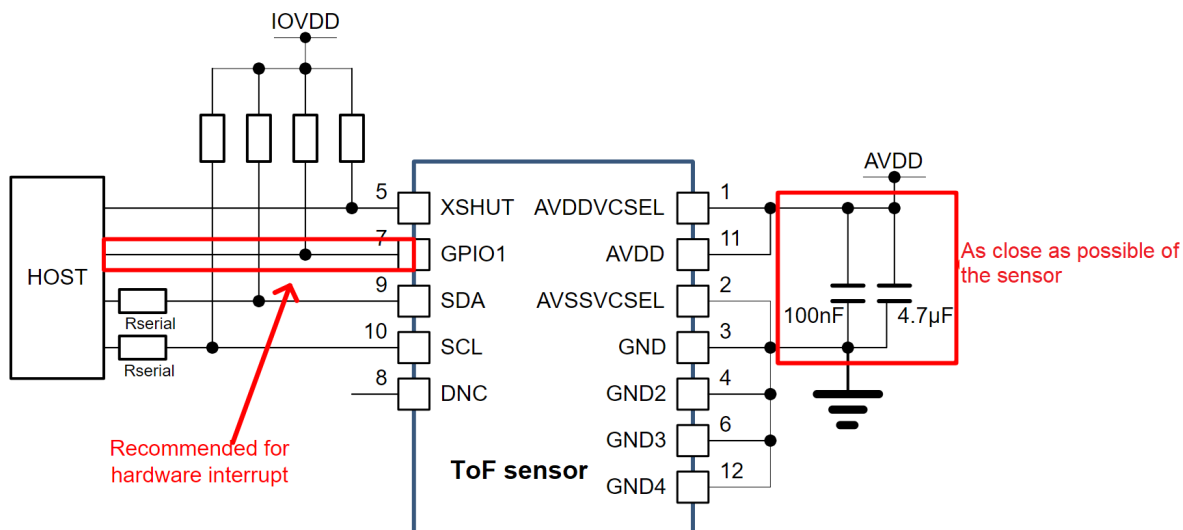 IOVDD
AVDD
HOST
5
XSHUT
AVDDVCSEL
1
7
GPIO1
AVDD
11
As close as possible of
the sensor
9
SDA
AVSSVCSEL
2
Rserial
100nF
4.7µF
10
SCL
GND
3
Rserial
8
DNC
GND2
4
Recommended for
hardware interrupt
GND3
6
ToF sensor
GND4
12